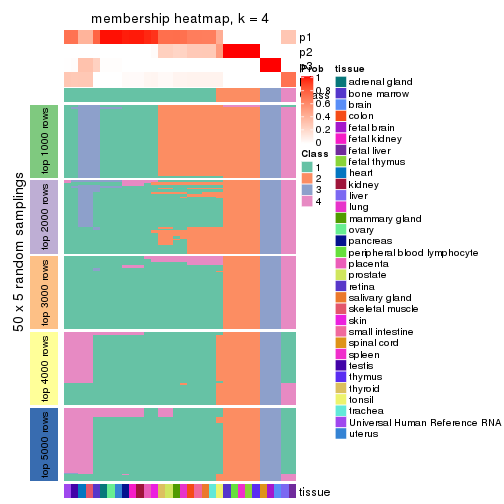 membership heatmap, k = 4
p1
p2
p3
Prob
1
0.8
0.6
0.4
0.2
0
Class
1
2
3
4
50 x 5 random samplings
top 1000 rows
top 2000 rows
top 3000 rows
top 4000 rows
top 5000 rows
tissue
tissue
adrenal gland
bone marrow
brain
colon
fetal brain
fetal kidney
fetal liver
fetal thymus
heart
kidney
liver
lung
mammary gland
ovary
pancreas
peripheral blood lymphocyte
placenta
prostate
retina
salivary gland
skeletal muscle
skin
small intestine
spinal cord
spleen
testis
thymus
thyroid
tonsil
trachea
Universal Human Reference RNA
uterus